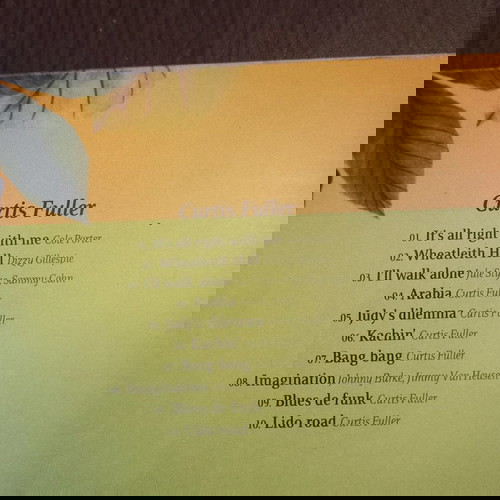 Curtis Fuller
01. It's all right with me Cole Porter
02. Wheatleith Hall Dizzy Gillespie
03. I'll walk alone Jule Sty Sammy Cahn
04. Arabia Curtis Fuller
05. Judy's dilemma Curtis Fuller
06. Kachin' Curtis Fuller
07. Bang bang Curtis Fuller
08. Imagination Johnny Burke, Jimmy Van Heusen
09. Blues de funk Curtis Fuller
10. Lido road Curtis Fuller